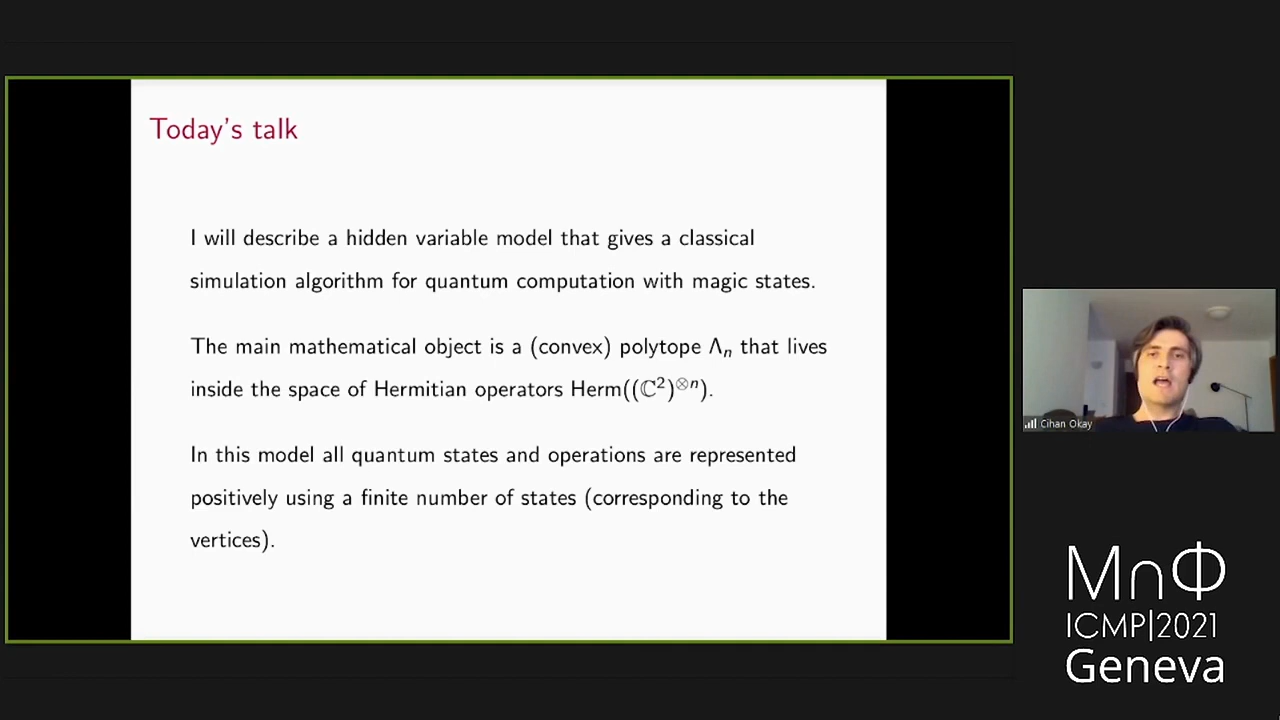 Today's talk
I will describe a hidden variable model that gives a classical
simulation algorithm for quantum computation with magic states.
The main mathematical object is a (convex) polytope Λₙ that lives
inside the space of Hermitian operators Herm((ℂ²)^⊗n).
In this model all quantum states and operations are represented
positively using a finite number of states (corresponding to the
vertices).
Cihan Okay
M∩Φ
ICMP|2021
Geneva